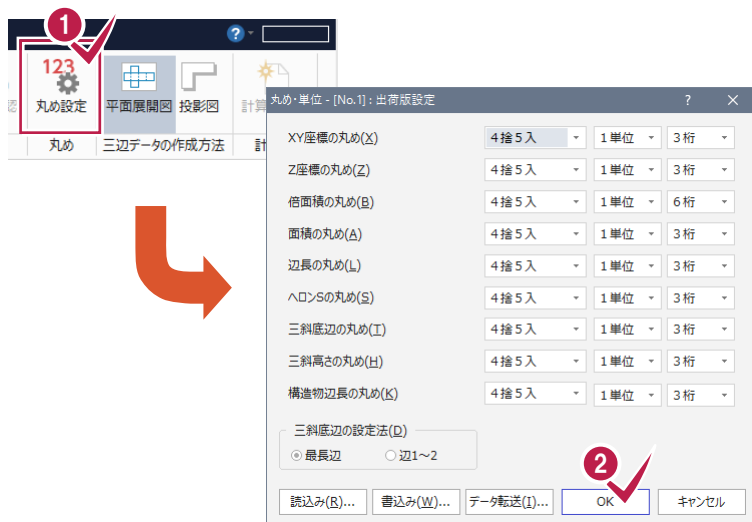 1
?
123
丸め設定
平面展開図
投影図
計算
丸め
三辺データの作成方法
計
丸め・単位 - [No.1] : 出荷版設定
? ×
XY座標の丸め(X) 4捨5入 1単位 3桁
Z座標の丸め(Z) 4捨5入 1単位 3桁
倍面積の丸め(B) 4捨5入 1単位 6桁
面積の丸め(A) 4捨5入 1単位 3桁
辺長の丸め(L) 4捨5入 1単位 3桁
ヘロンSの丸め(S) 4捨5入 1単位 3桁
三斜底辺の丸め(T) 4捨5入 1単位 3桁
三斜高さの丸め(H) 4捨5入 1単位 3桁
構造物辺長の丸め(K) 4捨5入 1単位 3桁
三斜底辺の設定法(D)
最長辺 辺1～2
2
読込み(R)... 書込み(W)... データ転送(I)... OK キャンセル